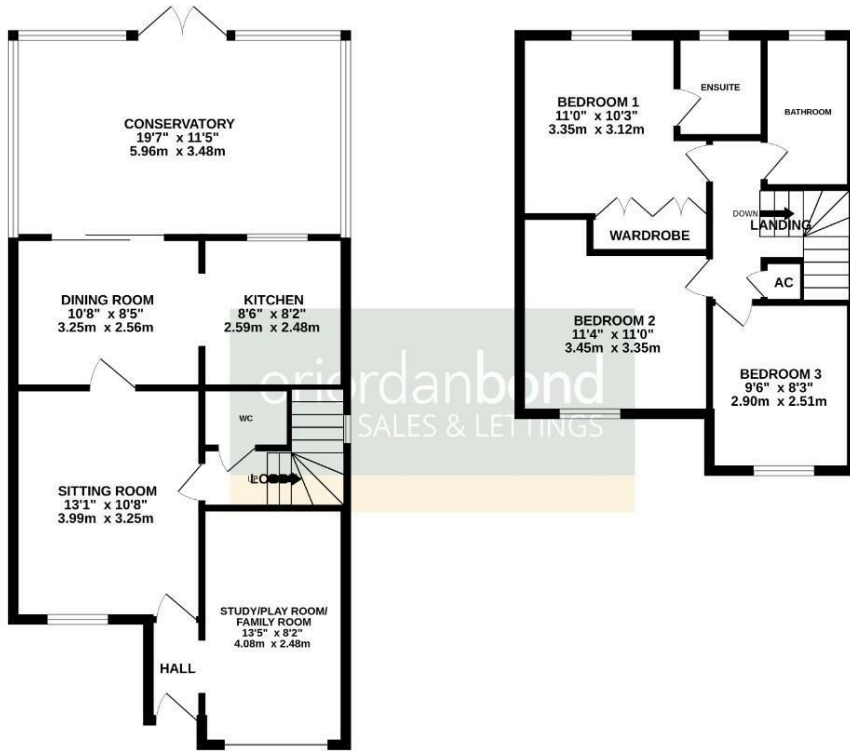 CONSERVATORY
19'7" x 11'5"
5.96m x 3.48m
DINING ROOM
10'8" x 8'5"
3.25m x 2.56m
KITCHEN
8'6" x 8'2"
2.59m x 2.48m
WC
UP
SITTING ROOM
13'1" x 10'8"
3.99m x 3.25m
STUDY/PLAY ROOM/
FAMILY ROOM
13'5" x 8'2"
4.08m x 2.48m
HALL
BEDROOM 1
11'0" x 10'3"
3.35m x 3.12m
ENSUITE
BATHROOM
WARDROBE
DOWN
LANDING
AC
BEDROOM 2
11'4" x 11'0"
3.45m x 3.35m
BEDROOM 3
9'6" x 8'3"
2.90m x 2.51m
oriordanbond
SALES & LETTINGS